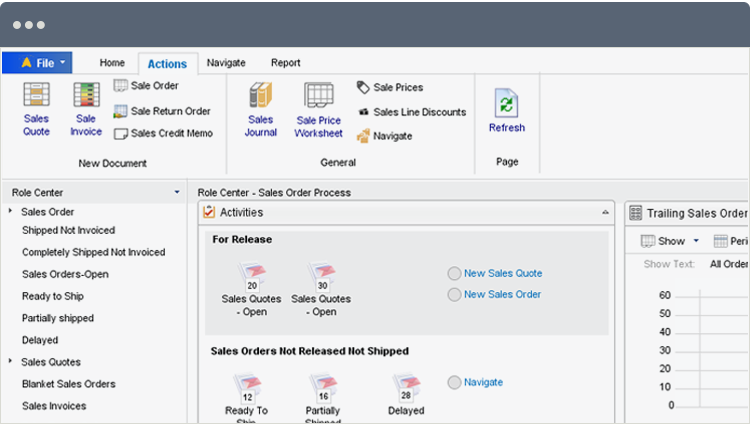 File
Home
Actions
Navigate
Report
Sales
Quote
Sale
Invoice
Sale Order
Sale Return Order
Sales Credit Memo
New Document
Sales
Journal
Sale Price
Worksheet
Sale Prices
Sales Line Discounts
Navigate
General
Refresh
Page
Role Center
Sales Order
Shipped Not Invoiced
Completely Shipped Not Invoiced
Sales Orders-Open
Ready to Ship
Partially shipped
Delayed
Sales Quotes
Blanket Sales Orders
Sales Invoices
Role Center - Sales Order Process
Activities
For Release
20
Sales Quotes
- Open
30
Sales Quotes
- Open
New Sales Quote
New Sales Order
Sales Orders Not Released Not Shipped
12
Ready To
Ship
16
Partially
Shipped
28
Delayed
Navigate
Trailing Sales Order
Show
Peri
Show Text: All Order
60
50
40
30
20
10
0